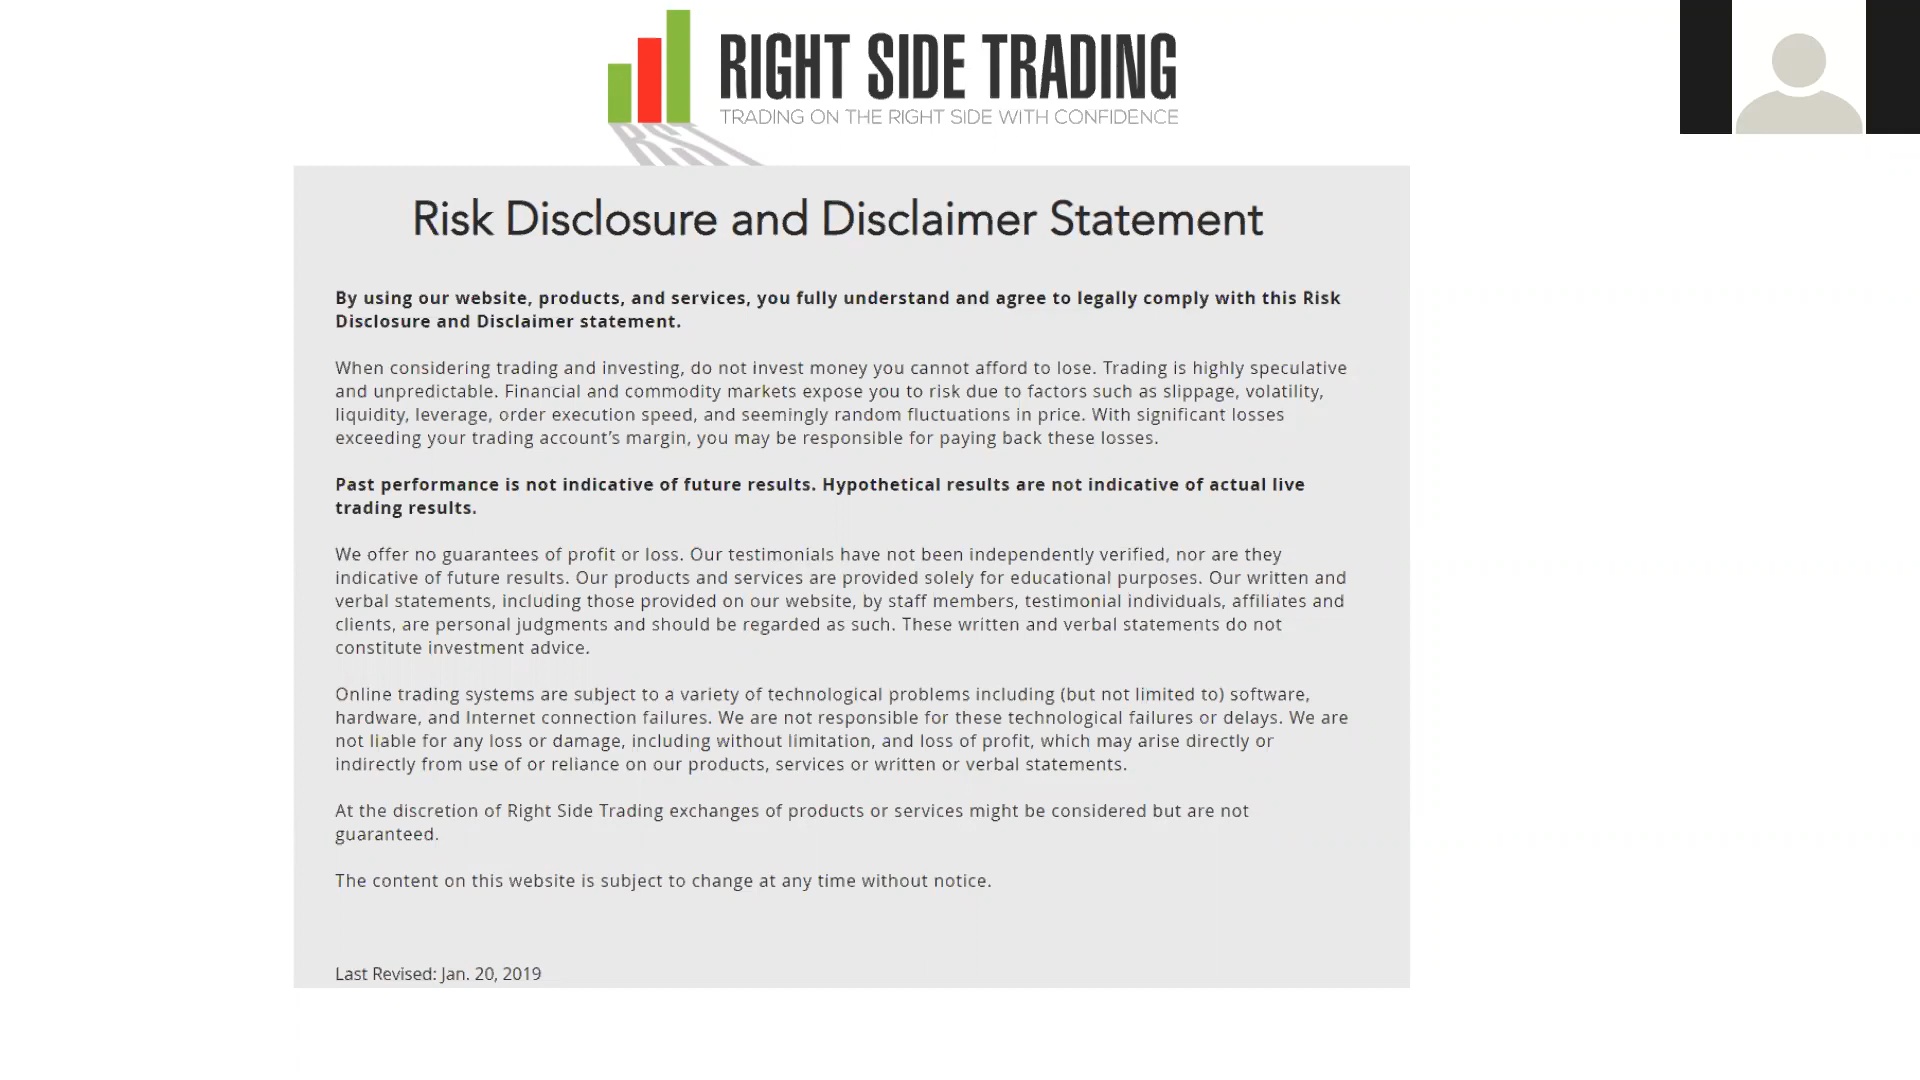 RIGHT SIDE TRADING
TRADING ON THE RIGHT SIDE WITH CONFIDENCE
RST
Risk Disclosure and Disclaimer Statement
By using our website, products, and services, you fully understand and agree to legally comply with this Risk
Disclosure and Disclaimer statement.
When considering trading and investing, do not invest money you cannot afford to lose. Trading is highly speculative
and unpredictable. Financial and commodity markets expose you to risk due to factors such as slippage, volatility,
liquidity, leverage, order execution speed, and seemingly random fluctuations in price. With significant losses
exceeding your trading account’s margin, you may be responsible for paying back these losses.
Past performance is not indicative of future results. Hypothetical results are not indicative of actual live
trading results.
We offer no guarantees of profit or loss. Our testimonials have not been independently verified, nor are they
indicative of future results. Our products and services are provided solely for educational purposes. Our written and
verbal statements, including those provided on our website, by staff members, testimonial individuals, affiliates and
clients, are personal judgments and should be regarded as such. These written and verbal statements do not
constitute investment advice.
Online trading systems are subject to a variety of technological problems including (but not limited to) software,
hardware, and Internet connection failures. We are not responsible for these technological failures or delays. We are
not liable for any loss or damage, including without limitation, and loss of profit, which may arise directly or
indirectly from use of or reliance on our products, services or written or verbal statements.
At the discretion of Right Side Trading exchanges of products or services might be considered but are not
guaranteed.
The content on this website is subject to change at any time without notice.
Last Revised: Jan. 20, 2019